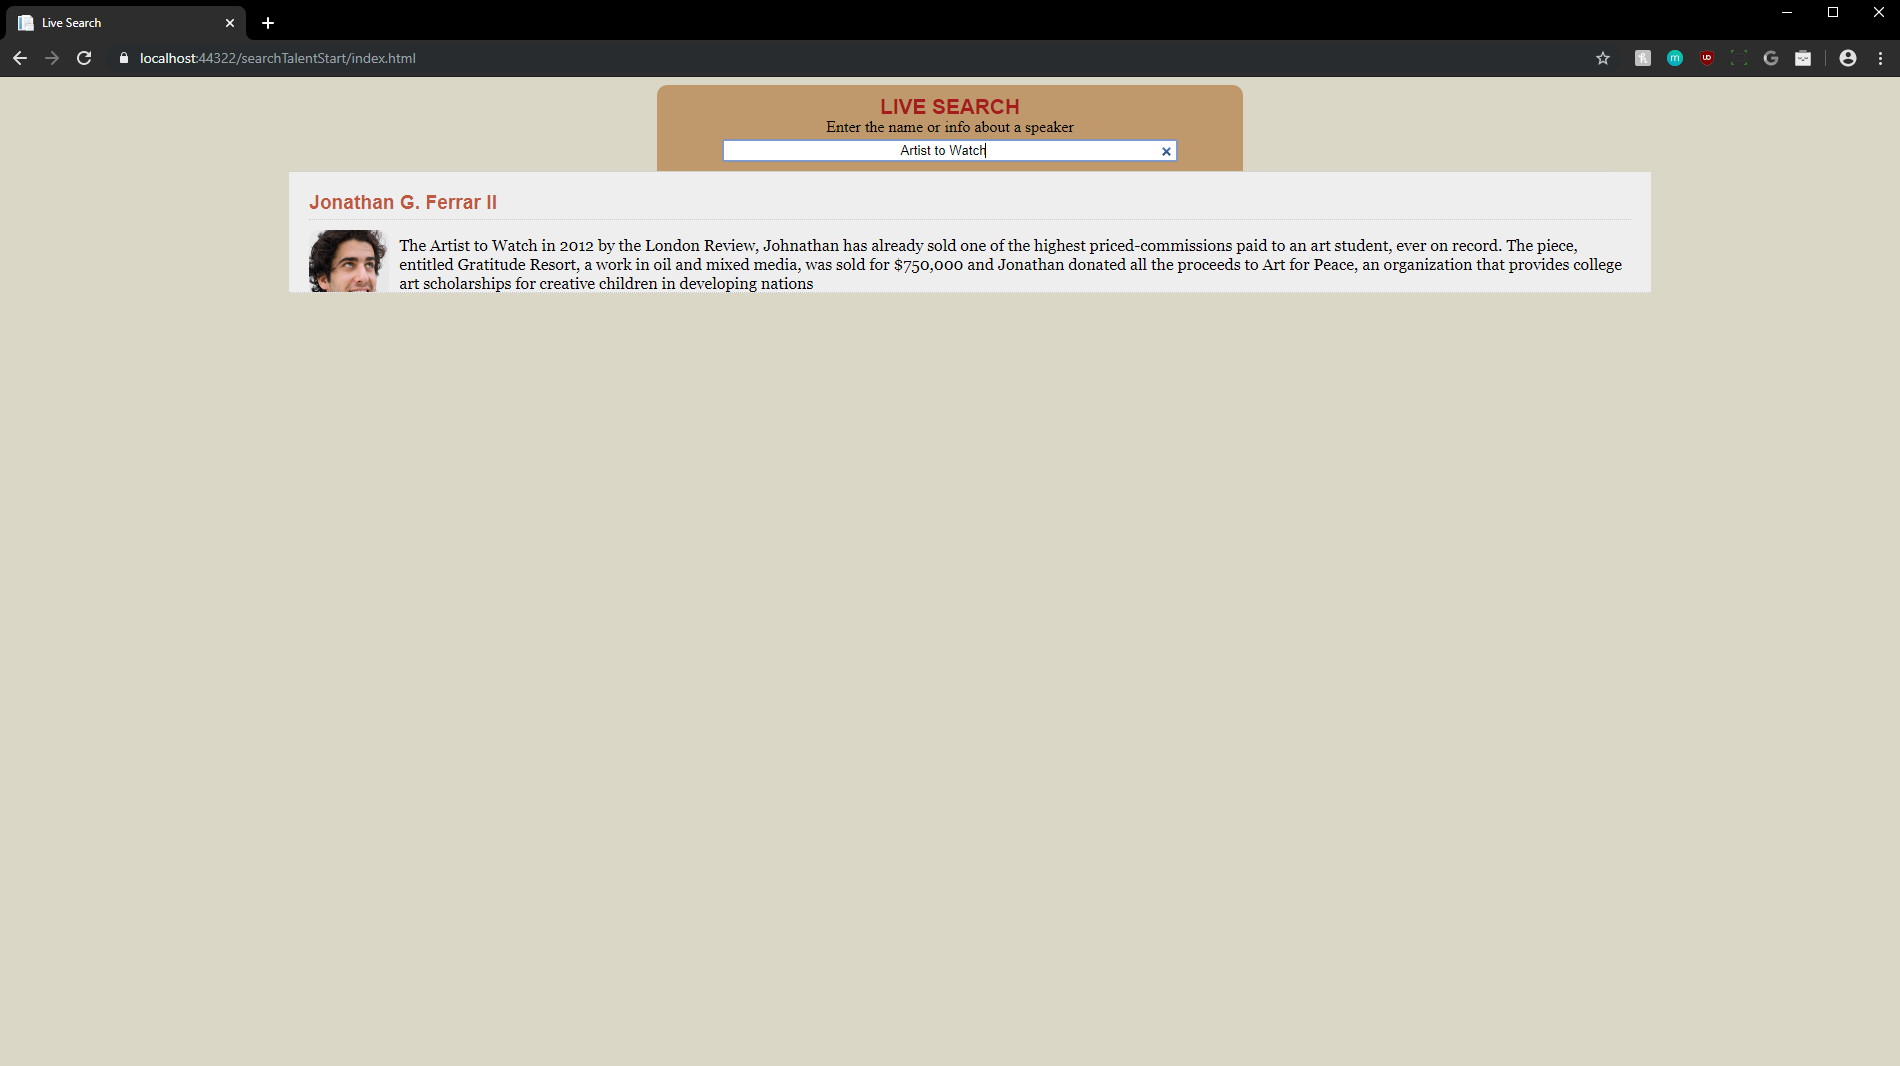 Live Search
localhost:44322/searchTalentStart/index.html
LIVE SEARCH
Enter the name or info about a speaker
Artist to Watch
Jonathan G. Ferrar II
The Artist to Watch in 2012 by the London Review, Johnathan has already sold one of the highest priced-commissions paid to an art student, ever on record. The piece,
entitled Gratitude Resort, a work in oil and mixed media, was sold for $750,000 and Jonathan donated all the proceeds to Art for Peace, an organization that provides college
art scholarships for creative children in developing nations